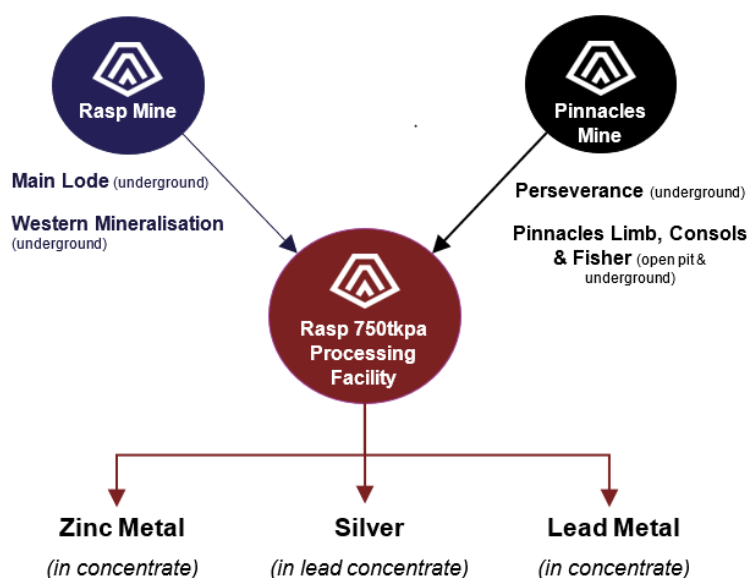 Rasp Mine
Pinnacles
Mine
Main Lode (underground)
Western Mineralisation
(underground)
Perseverance (underground)
Pinnacles Limb, Consols
& Fisher (open pit &
underground)
Rasp 750tkpa
Processing
Facility
Zinc Metal
(in concentrate)
Silver
(in lead concentrate)
Lead Metal
(in concentrate)